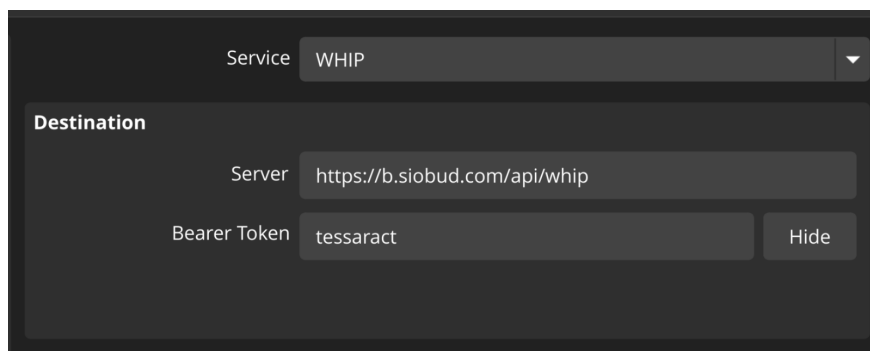 Service WHIP
Destination
Server https://b.siobud.com/api/whip
Bearer Token tessaract Hide